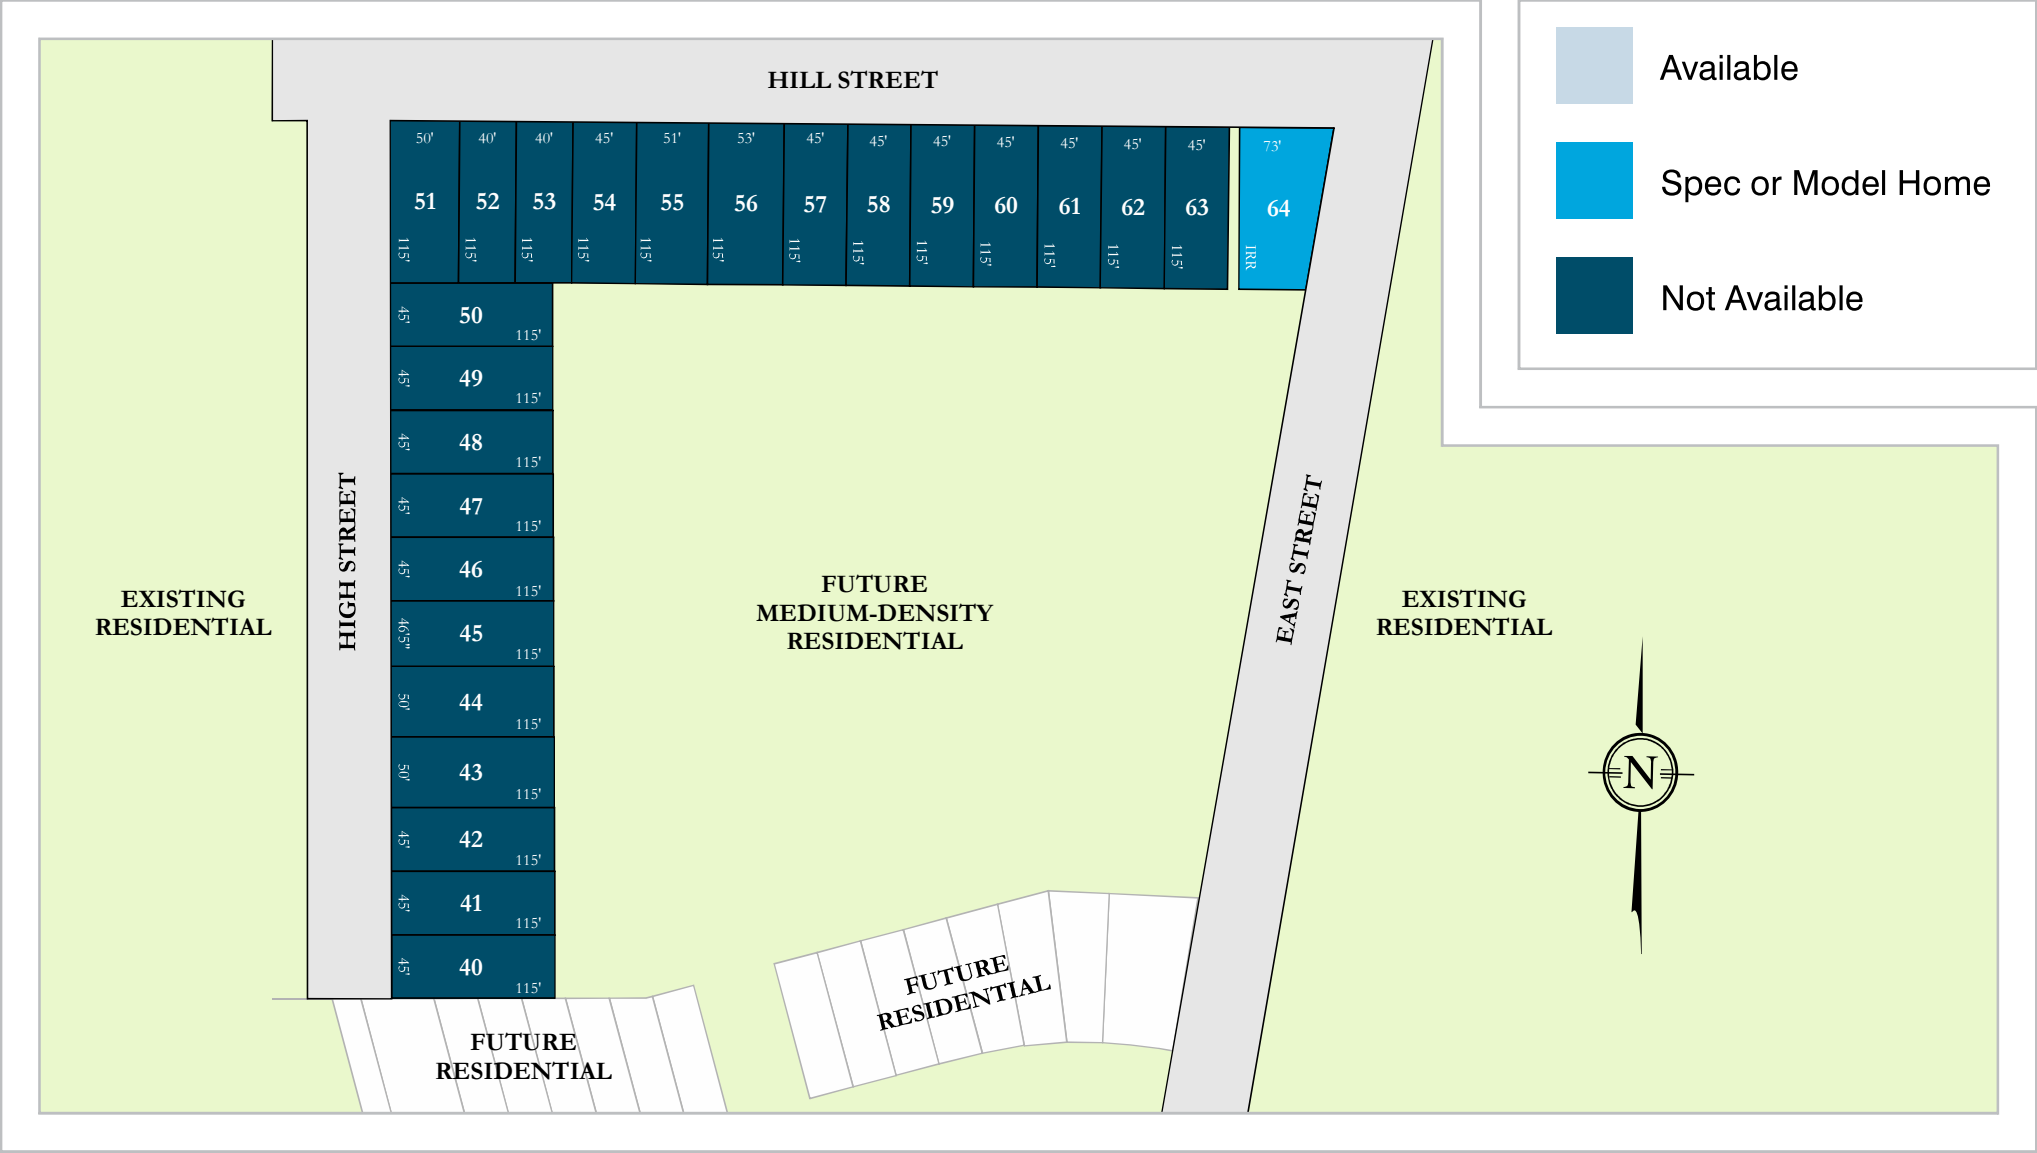 HILL STREET
Available
Spec or Model Home
Not Available
50' 40' 40' 45' 51' 53' 45' 45' 45' 45' 45' 45' 45' 73'
51 52 53 54 55 56 57 58 59 60 61 62 63 64
115' 115' 115' 115' 115' 115' 115' 115' 115' 115' 115' 115' 115' IRR
45' 50 115'
45' 49 115'
45' 48 115'
45' 47 115'
45' 46 115'
46'5" 45 115'
50' 44 115'
50' 43 115'
45' 42 115'
45' 41 115'
45' 40 115'
HIGH STREET
EAST STREET
EXISTING
RESIDENTIAL
FUTURE
MEDIUM-DENSITY
RESIDENTIAL
EXISTING
RESIDENTIAL
N
FUTURE
RESIDENTIAL
FUTURE
RESIDENTIAL